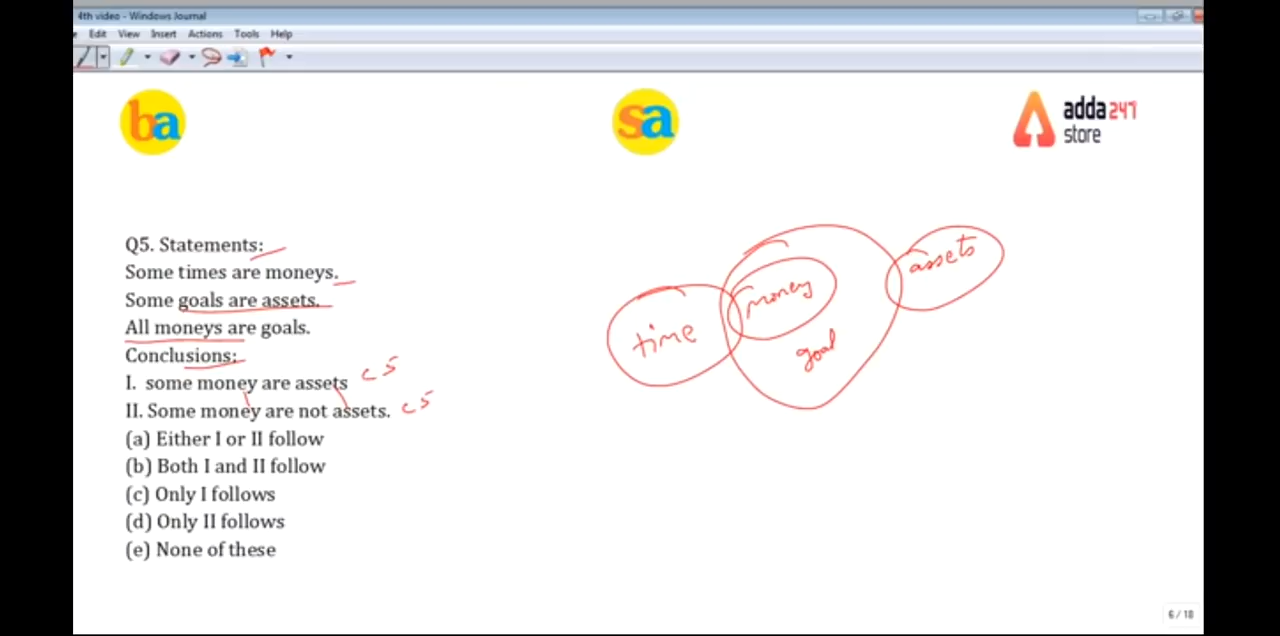 4th video - Windows Journal
Edit View Insert Actions Tools Help
ba
sa
adda247
store
Q5. Statements:
Some times are moneys.
Some goals are assets.
All moneys are goals.
Conclusions:
I. some money are assets CS
II. Some money are not assets. CS
(a) Either I or II follow
(b) Both I and II follow
(c) Only I follows
(d) Only II follows
(e) None of these
time
money
goal
assets
6 / 18